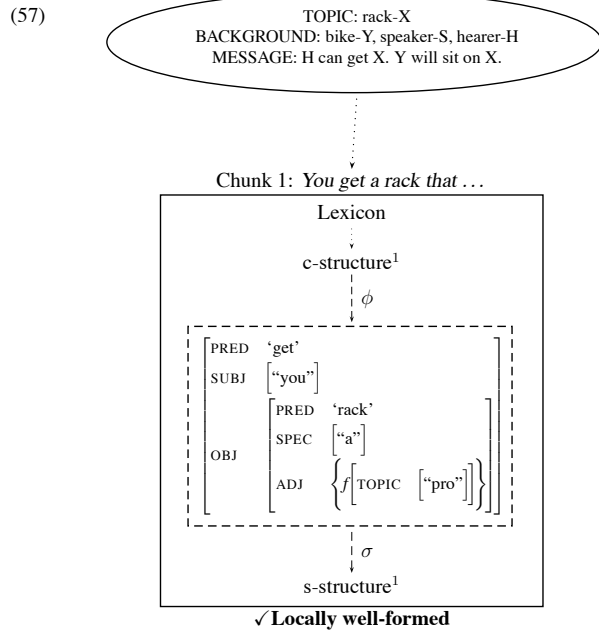 (57)
TOPIC: rack-X
BACKGROUND: bike-Y, speaker-S, hearer-H
MESSAGE: H can get X. Y will sit on X.
Chunk 1: You get a rack that …
Lexicon
c-structure¹
ϕ
PRED ‘get’
SUBJ [“you”]
PRED ‘rack’
SPEC [“a”]
OBJ
ADJ {f[TOPIC [“pro”]]}
σ
s-structure¹
✓Locally well-formed